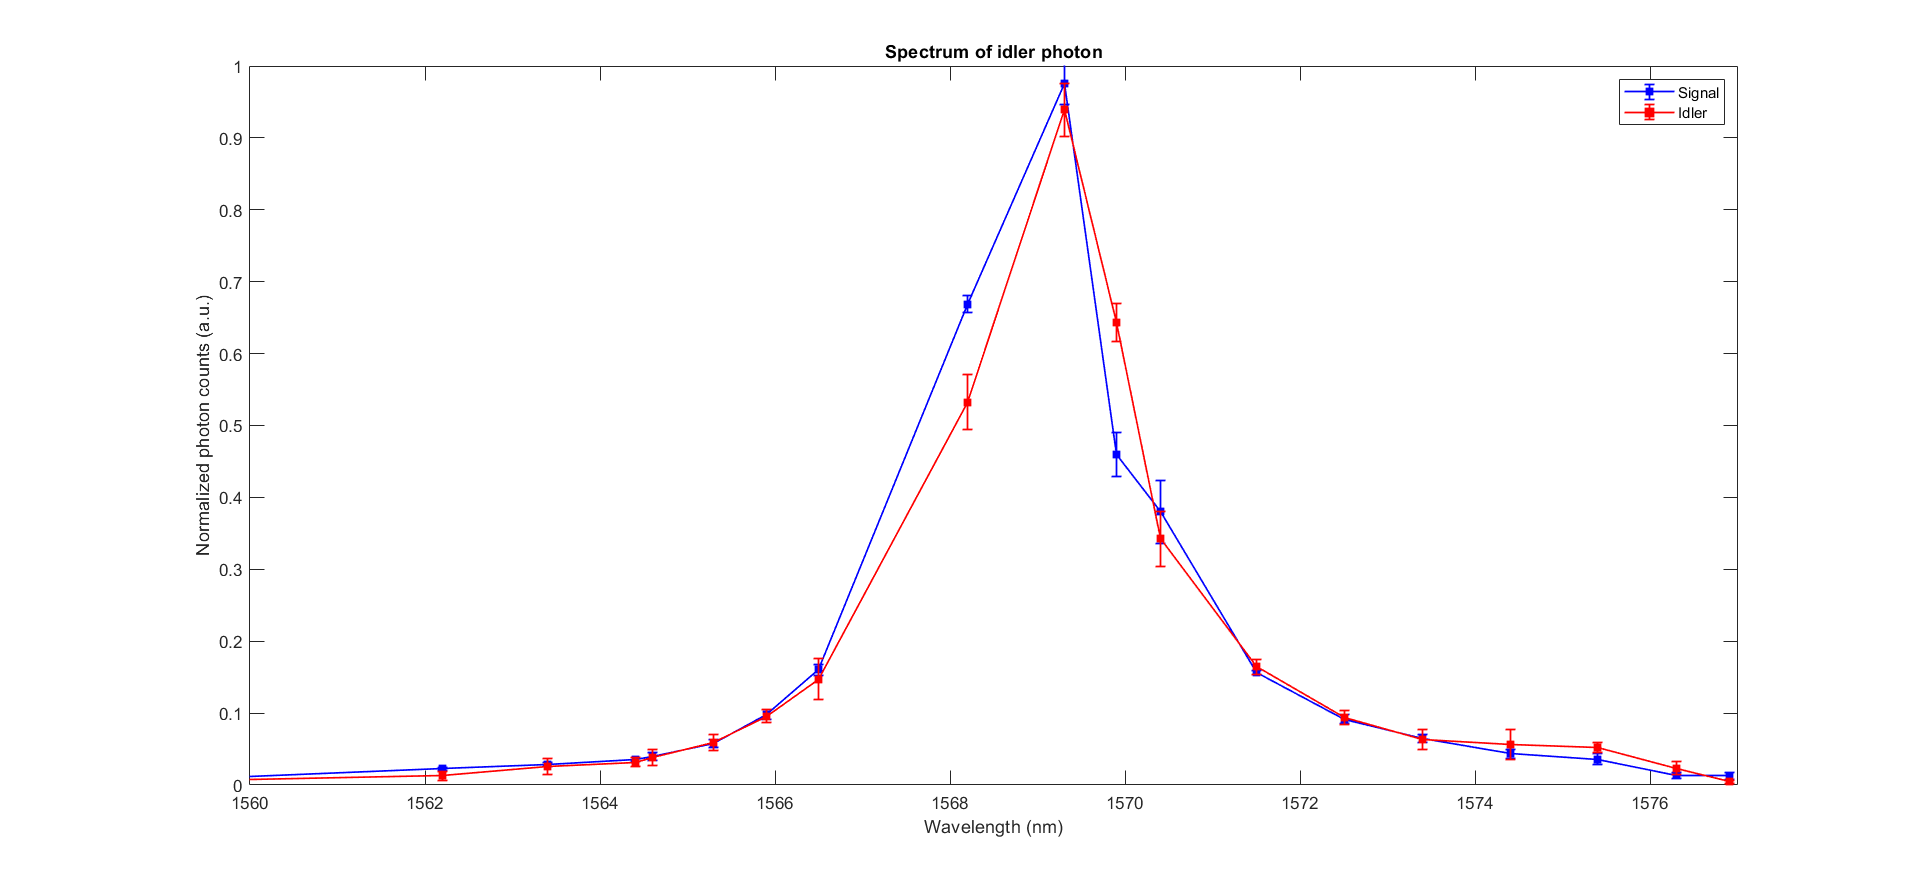 Spectrum of idler photon
Signal
Idler
Normalized photon counts (a.u.)
1
0.9
0.8
0.7
0.6
0.5
0.4
0.3
0.2
0.1
0
1560 1562 1564 1566 1568 1570 1572 1574 1576
Wavelength (nm)